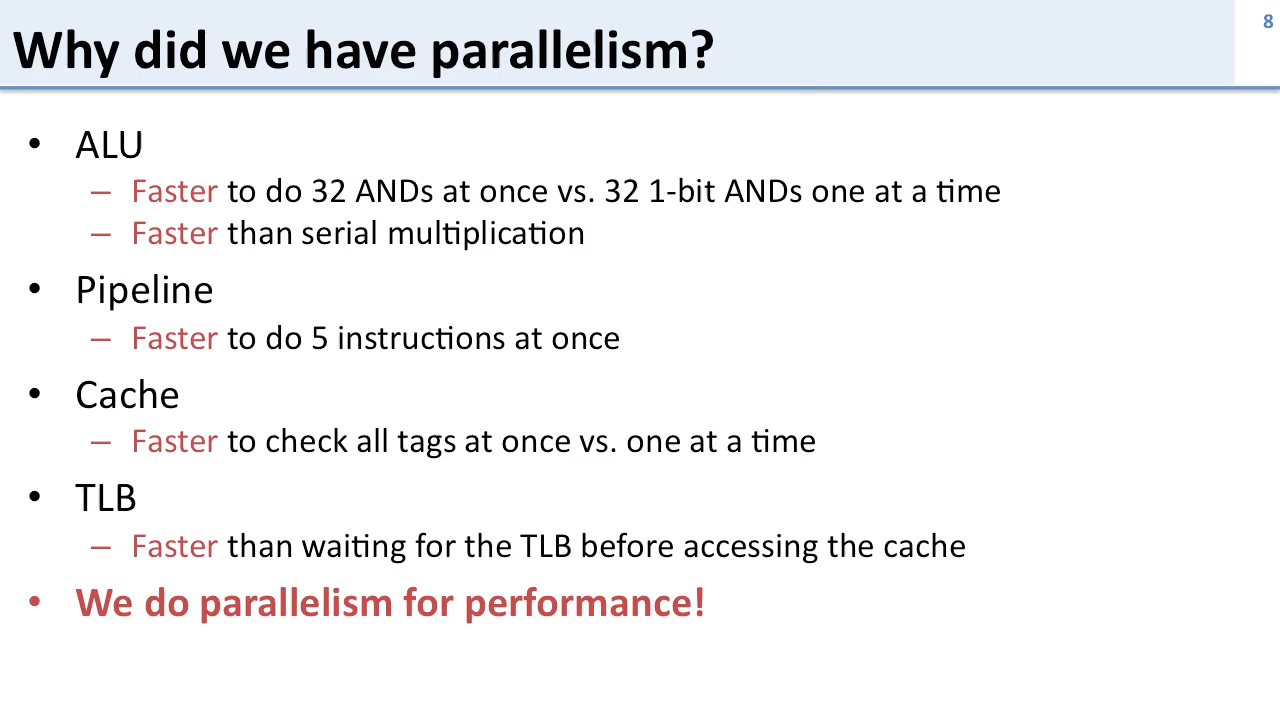 8
Why did we have parallelism?
• ALU
– Faster to do 32 ANDs at once vs. 32 1-bit ANDs one at a time
– Faster than serial multiplication
• Pipeline
– Faster to do 5 instructions at once
• Cache
– Faster to check all tags at once vs. one at a time
• TLB
– Faster than waiting for the TLB before accessing the cache
• We do parallelism for performance!